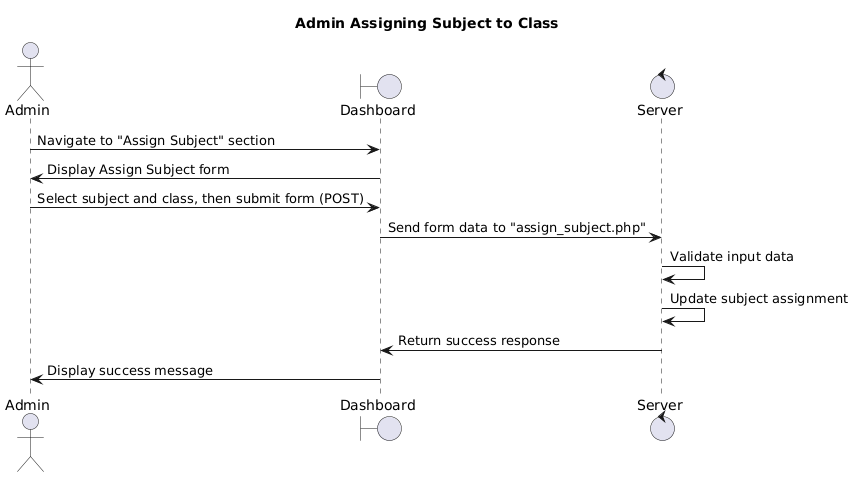 Admin Assigning Subject to Class
Admin
Dashboard
Server
Navigate to "Assign Subject" section
Display Assign Subject form
Select subject and class, then submit form (POST)
Send form data to "assign_subject.php"
Validate input data
Update subject assignment
Return success response
Display success message
Admin
Dashboard
Server